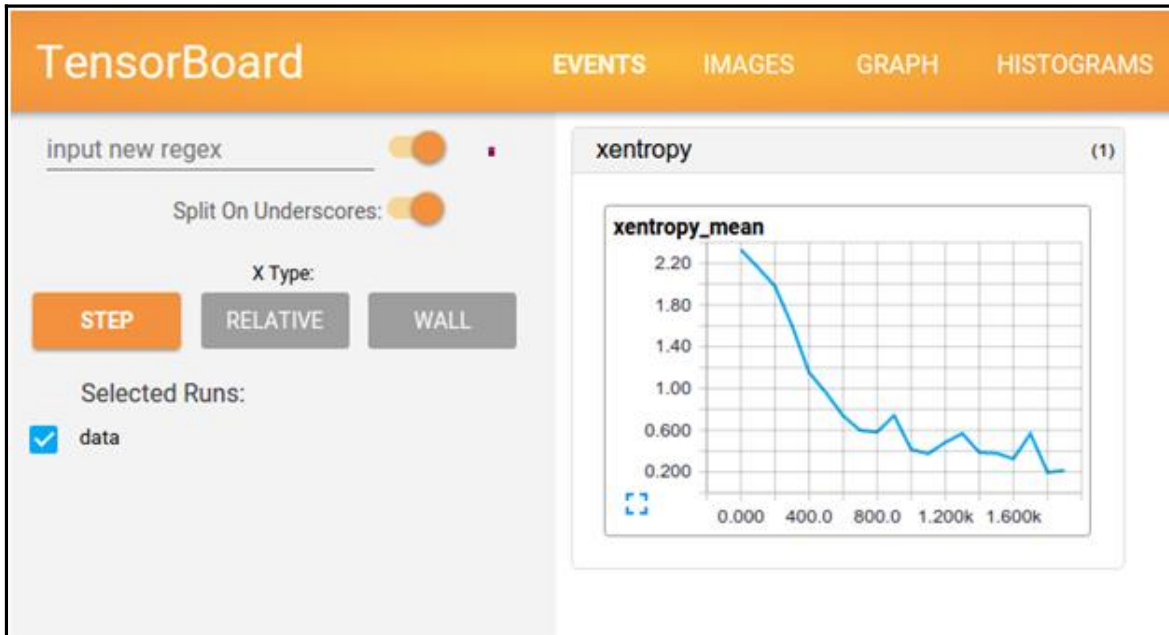 TensorBoard
EVENTS IMAGES GRAPH HISTOGRAMS
input new regex
Split On Underscores:
X Type:
STEP RELATIVE WALL
Selected Runs:
data
xentropy (1)
xentropy_mean
2.20
1.80
1.40
1.00
0.600
0.200
0.000 400.0 800.0 1.200k 1.600k